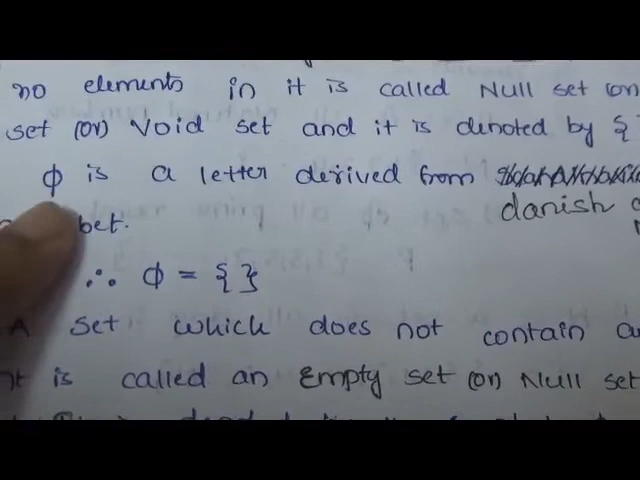 no elements in it is called Null set (or)
set (or) Void set and it is denoted by {
ϕ is a letter derived from
danish
bet.
∴ ϕ = { }
A set which does not contain
is called an Empty set (or) Null set